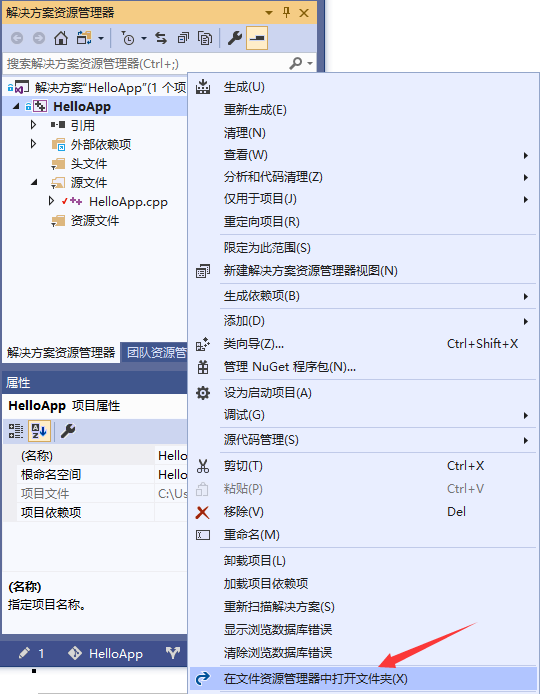 解决方案资源管理器
搜索解决方案资源管理器(Ctrl+;)
解决方案"HelloApp"(1 个项
HelloApp
引用
外部依赖项
头文件
源文件
HelloApp.cpp
资源文件
解决方案资源管理器
团队资源管
属性
HelloApp 项目属性
(名称) Hello
根命名空间 Hello
项目文件 C:\Us
项目依赖项
(名称)
指定项目名称。
1 HelloApp
生成(U)
重新生成(E)
清理(N)
查看(W)
分析和代码清理(Z)
仅用于项目(J)
重定向项目(R)
限定为此范围(S)
新建解决方案资源管理器视图(N)
生成依赖项(B)
添加(D)
类向导(Z)... Ctrl+Shift+X
管理 NuGet 程序包(N)...
设为启动项目(A)
调试(G)
源代码管理(S)
剪切(T) Ctrl+X
粘贴(P) Ctrl+V
移除(V) Del
重命名(M)
卸载项目(L)
加载项目依赖项
重新扫描解决方案(S)
显示浏览数据库错误
清除浏览数据库错误
在文件资源管理器中打开文件夹(X)